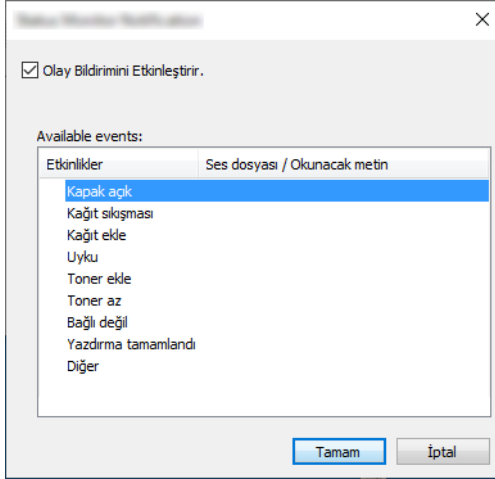 Olay Bildirimini Etkinleştir.
Available events:
Etkinlikler Ses dosyası / Okunacak metin
Kapak açık
Kağıt sıkışması
Kağıt ekle
Uyku
Toner ekle
Toner az
Bağlı değil
Yazdırma tamamlandı
Diğer
Tamam İptal